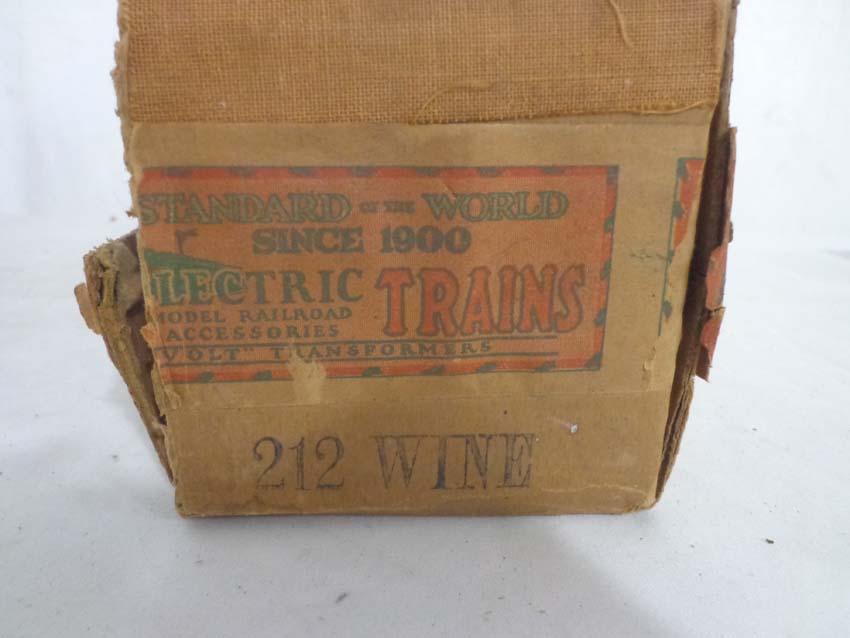 STANDARD OF THE WORLD
SINCE 1900
LECTRIC TRAINS
MODEL RAILROAD
ACCESSORIES
VOLT" TRANSFORMERS
212 WINE